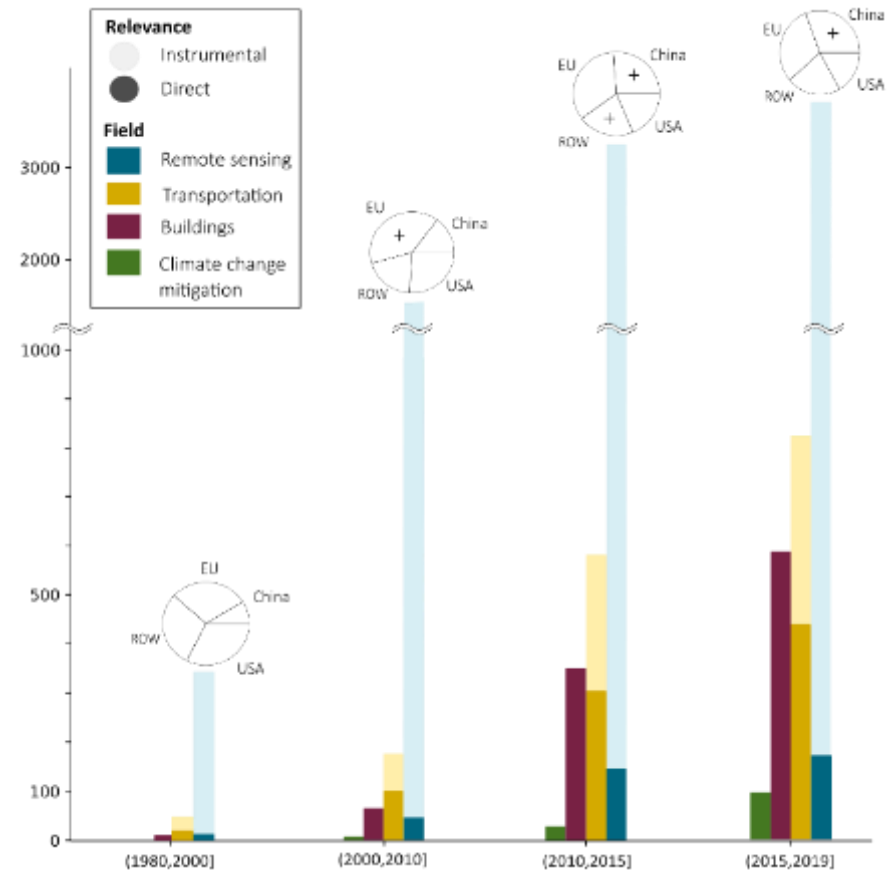 Relevance
Instrumental
Direct
Field
Remote sensing
Transportation
Buildings
Climate change
mitigation
EU
China
ROW
USA
EU
China
ROW
USA
EU
China
ROW
USA
EU
China
ROW
USA
+
+
+
+
3000
2000
1000
500
100
0
(1980,2000]
(2000,2010]
(2010,2015]
(2015,2019]